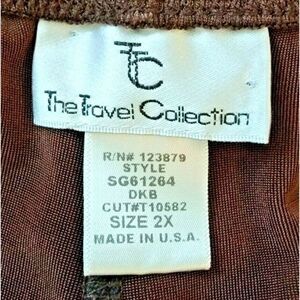 TC
The Travel Collection
R/N# 123879
STYLE
SG61264
DKB
CUT#T10582
SIZE 2X
MADE IN U.S.A.